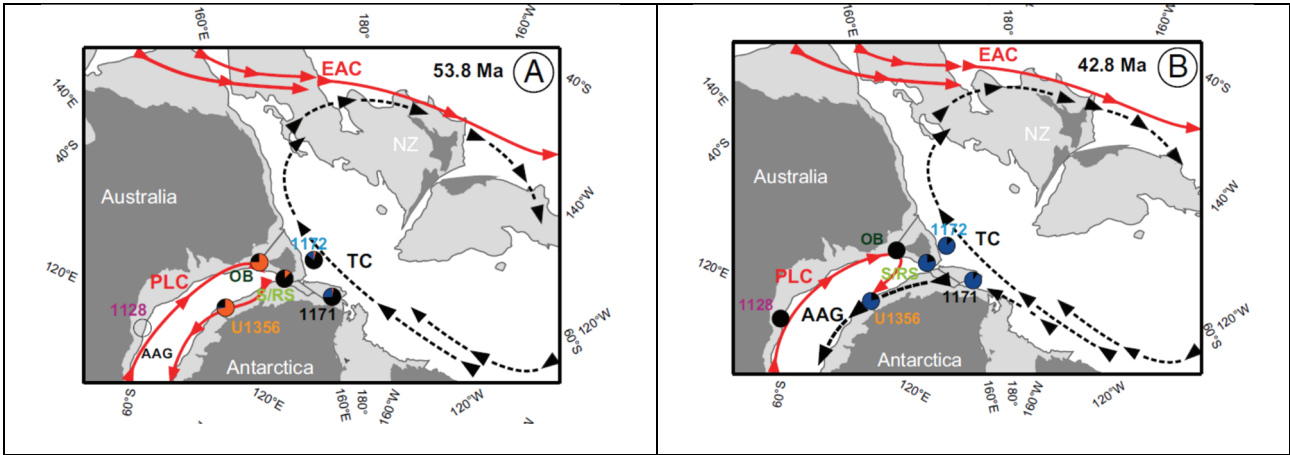 160°E
180°
160°W
EAC
53.8 Ma
A
140°E
40°S
NZ
40°S
Australia
140°W
1172
TC
120°E
PLC
OB
S/RS
1128
1171
U1356
120°W
60°S
AAG
Antarctica
60°S
120°E
160°E
180°
160°W
120°W
160°E
180°
160°W
EAC
42.8 Ma
B
140°E
40°S
NZ
40°S
Australia
140°W
OB
1172
TC
120°E
PLC
S/RS
1128
1171
AAG
U1356
120°W
60°S
Antarctica
60°S
120°E
160°E
180°
160°W
120°W